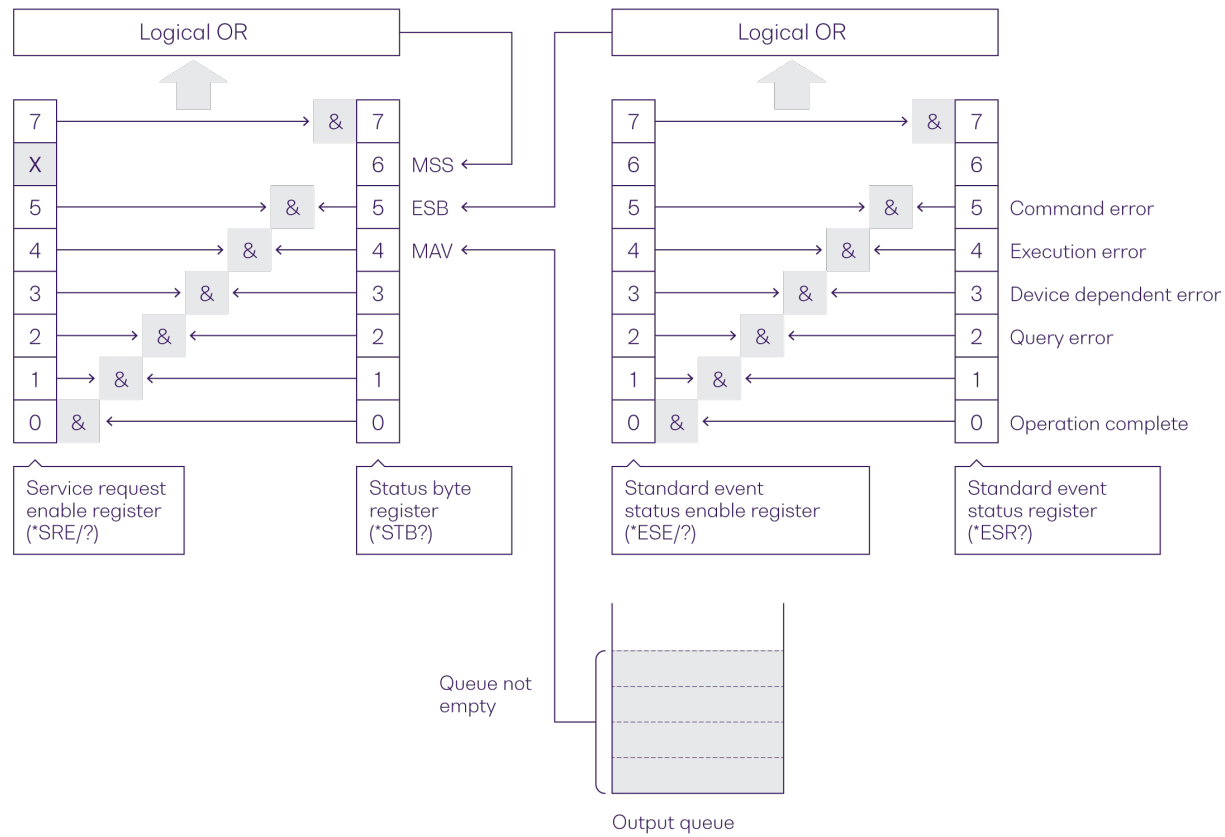 Logical OR
Logical OR
7 & 7 7 & 7
X 6 MSS 6 6
5 & 5 ESB 5 & 5 Command error
4 & 4 MAV 4 & 4 Execution error
3 & 3 3 & 3 Device dependent error
2 & 2 2 & 2 Query error
1 & 1 1 & 1
0 & 0 0 & 0 Operation complete
Service request
enable register
(*SRE/?)
Status byte
register
(*STB?)
Standard event
status enable register
(*ESE/?)
Standard event
status register
(*ESR?)
Queue not
empty
Output queue